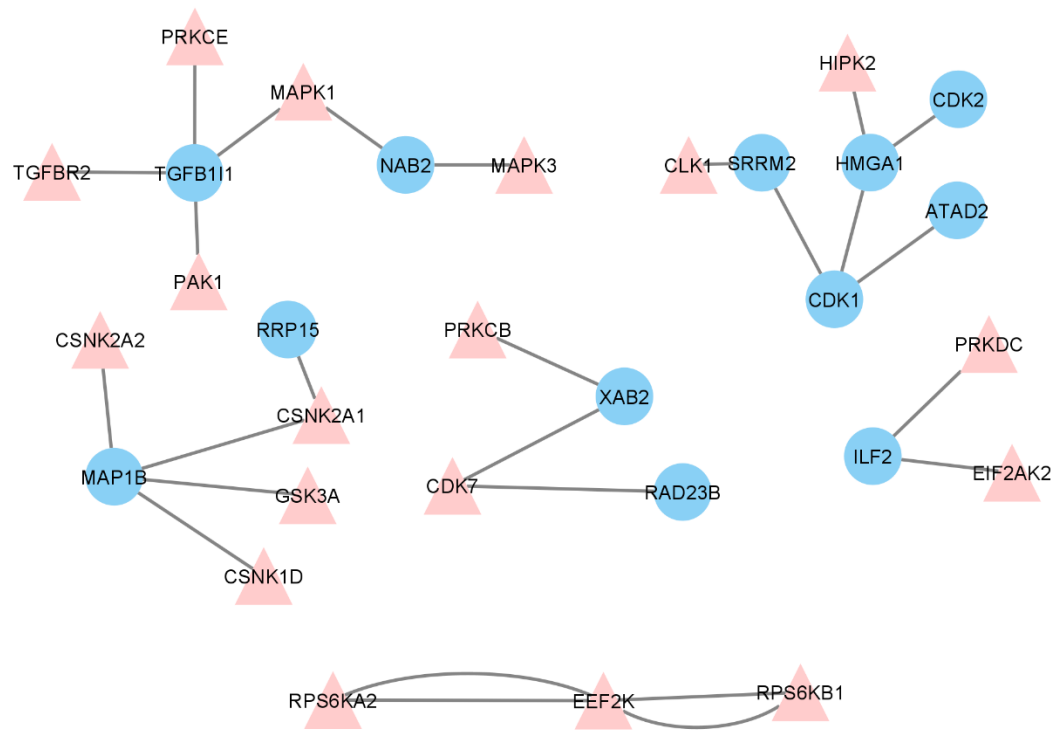 PRKCE
MAPK1
TGFBR2
TGFB1I1
NAB2
MAPK3
PAK1
HIPK2
CDK2
CLK1
SRRM2
HMGA1
ATAD2
CDK1
CSNK2A2
RRP15
CSNK2A1
MAP1B
GSK3A
CSNK1D
PRKCB
XAB2
CDK7
RAD23B
PRKDC
ILF2
EIF2AK2
RPS6KA2
EEF2K
RPS6KB1